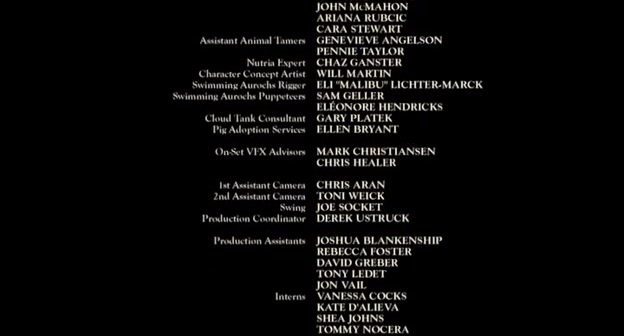 JOHN McMAHON
ARIANA RUBCIC
CARA STEWART
Assistant Animal Tamers GENEVIEVE ANGELSON
PENNIE TAYLOR
Nutria Expert CHAZ GANSTER
Character Concept Artist WILL MARTIN
Swimming Aurochs Rigger ELI "MALIBU" LICHTER-MARCK
Swimming Aurochs Puppeteers SAM GELLER
ELÉONORE HENDRICKS
Cloud Tank Consultant GARY PLATEK
Pig Adoption Services ELLEN BRYANT
On-Set VFX Advisors MARK CHRISTIANSEN
CHRIS HEALER
1st Assistant Camera CHRIS ARAN
2nd Assistant Camera TONI WEICK
Swing JOE SOCKET
Production Coordinator DEREK USTRUCK
Production Assistants JOSHUA BLANKENSHIP
REBECCA FOSTER
DAVID GREBER
TONY LEDET
JON VAIL
Interns VANESSA COCKS
KATE D'ALIEVA
SHEA JOHNS
TOMMY NOCERA